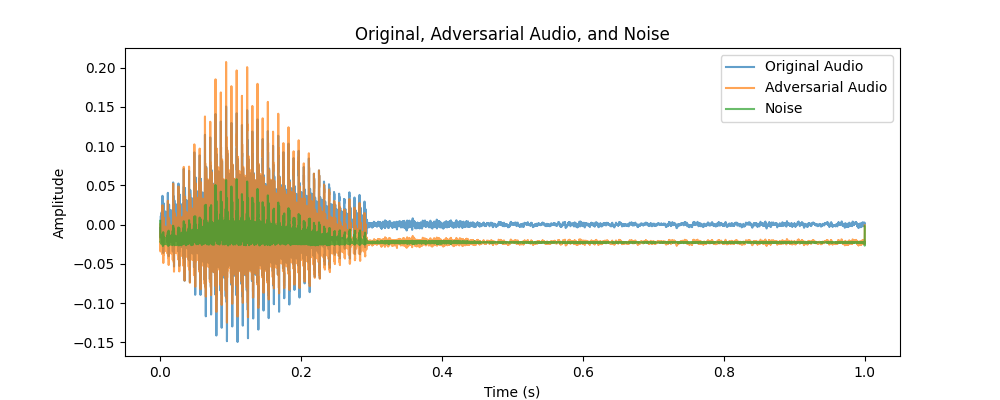 Original, Adversarial Audio, and Noise
Original Audio
Adversarial Audio
Noise
Amplitude
0.20
0.15
0.10
0.05
0.00
−0.05
−0.10
−0.15
0.0 0.2 0.4 0.6 0.8 1.0
Time (s)